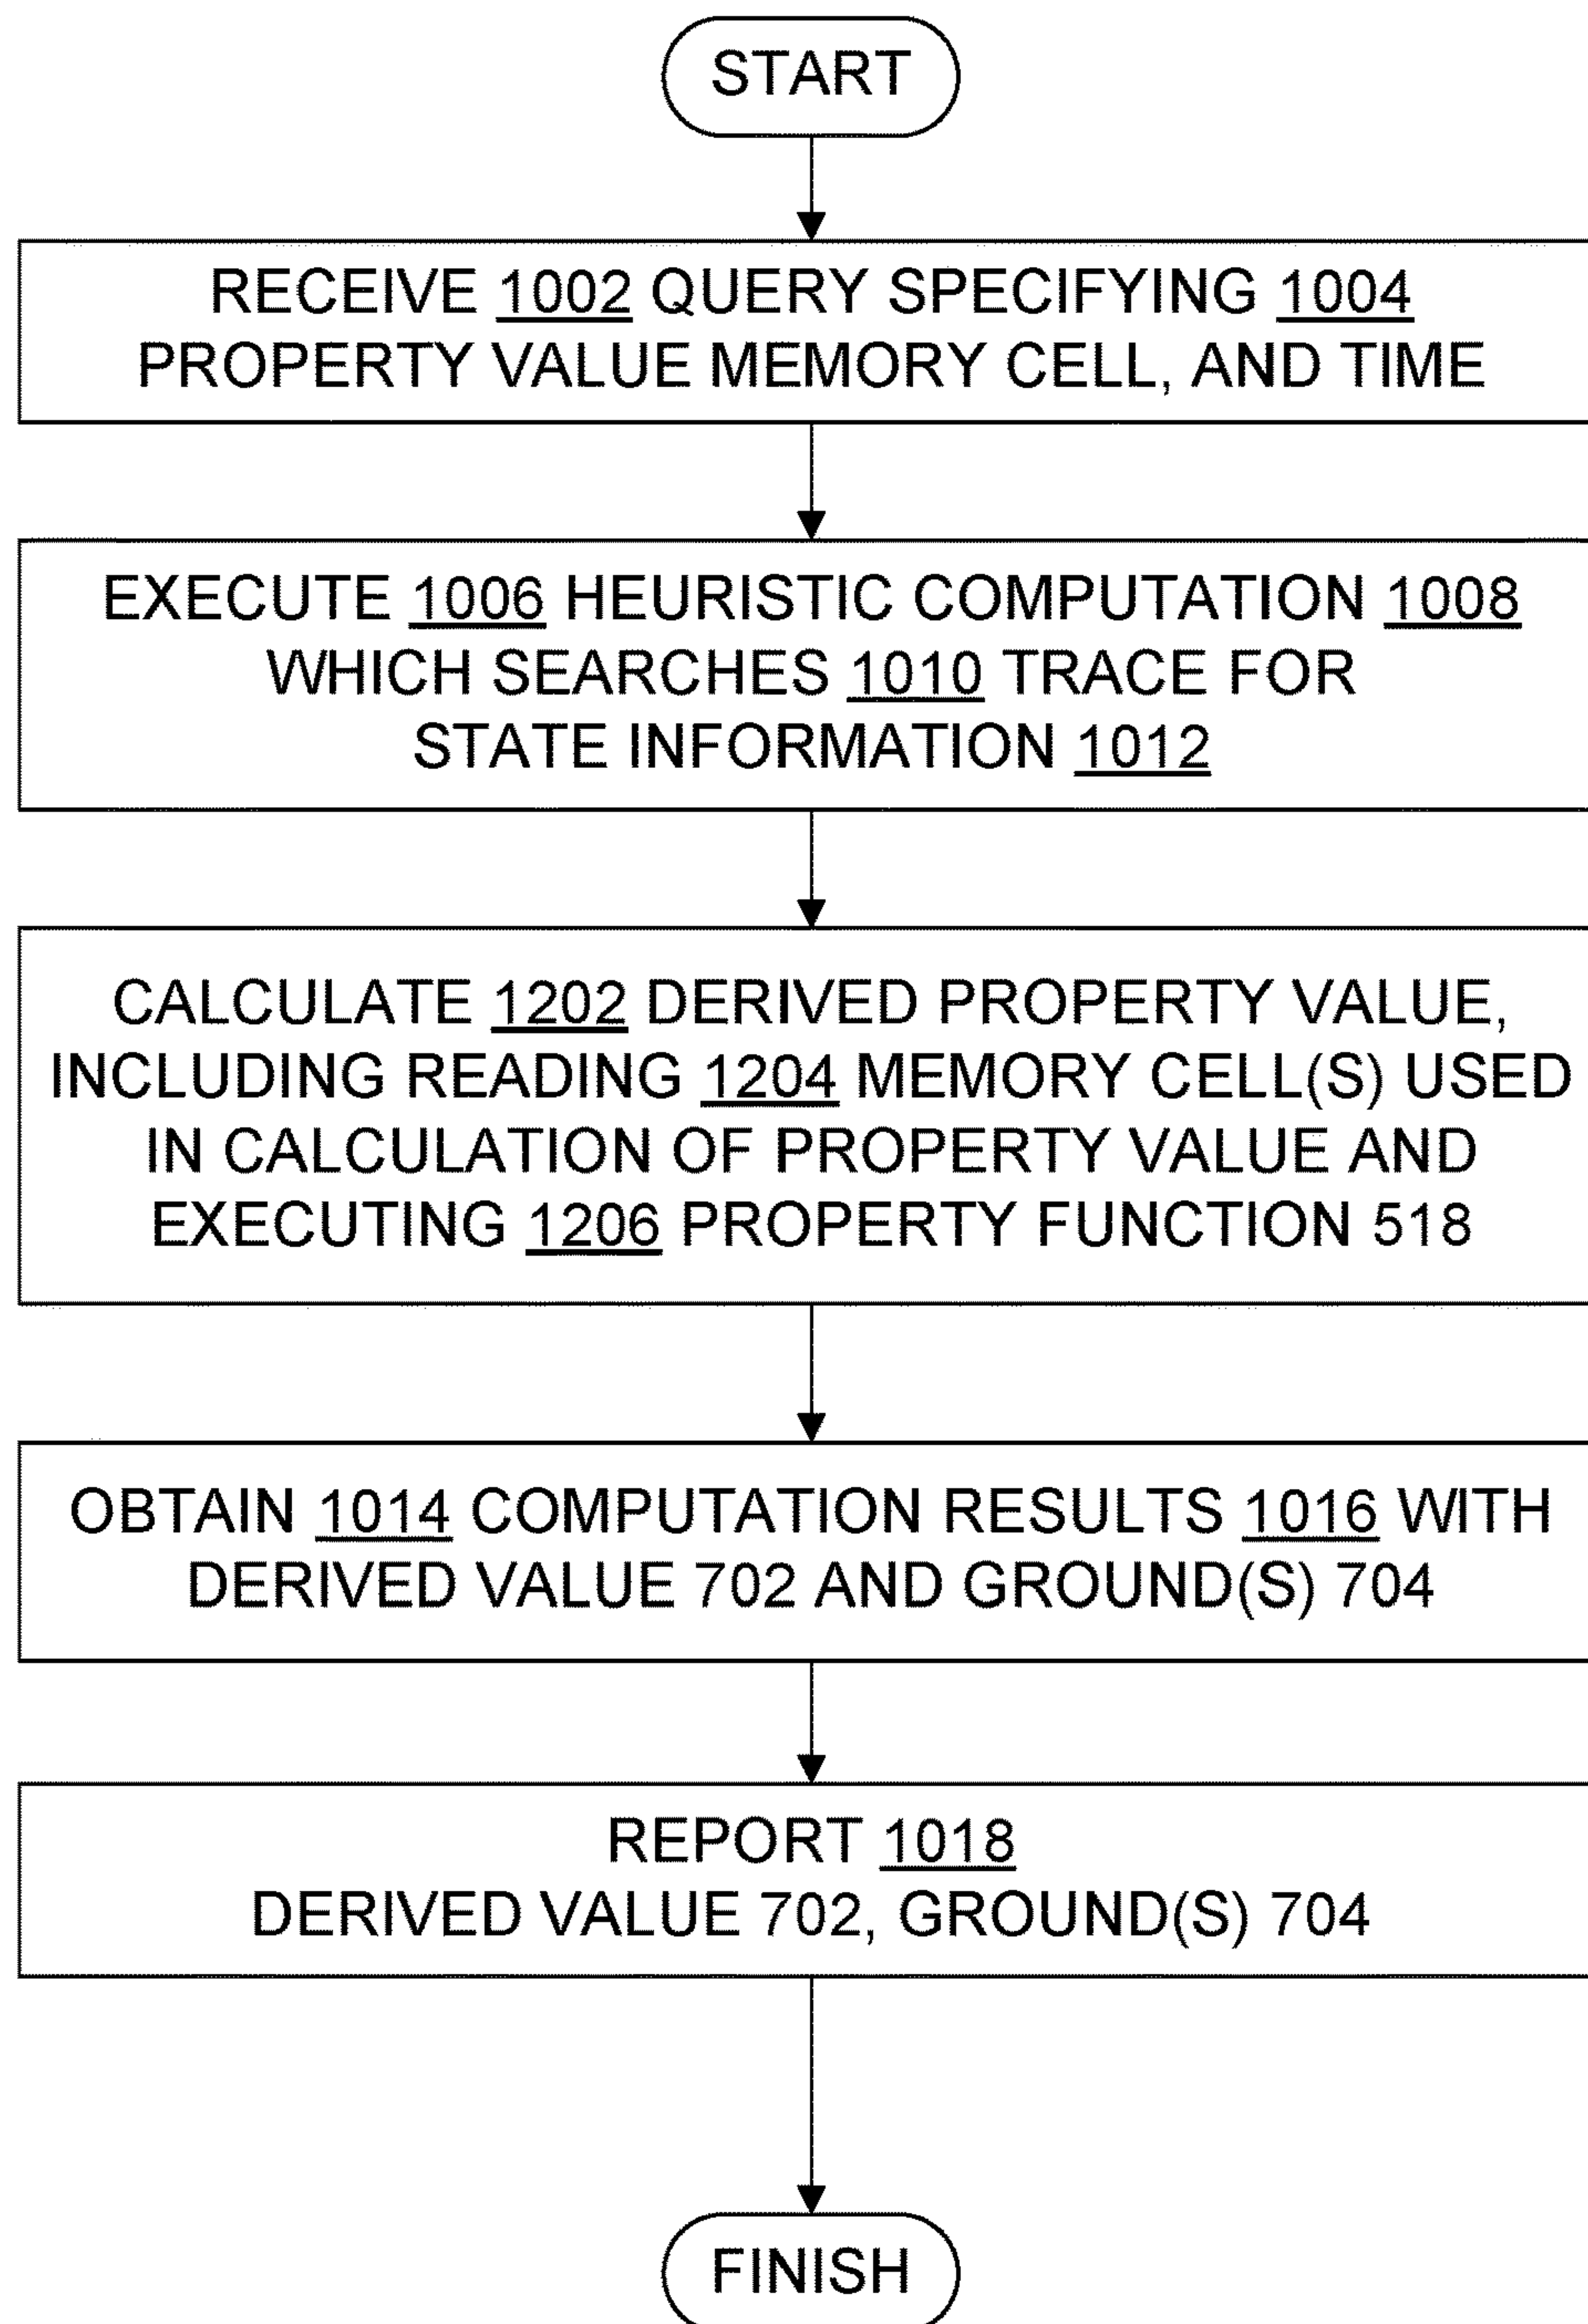 START
RECEIVE 1002 QUERY SPECIFYING 1004
PROPERTY VALUE MEMORY CELL, AND TIME
EXECUTE 1006 HEURISTIC COMPUTATION 1008
WHICH SEARCHES 1010 TRACE FOR
STATE INFORMATION 1012
CALCULATE 1202 DERIVED PROPERTY VALUE,
INCLUDING READING 1204 MEMORY CELL(S) USED
IN CALCULATION OF PROPERTY VALUE AND
EXECUTING 1206 PROPERTY FUNCTION 518
OBTAIN 1014 COMPUTATION RESULTS 1016 WITH
DERIVED VALUE 702 AND GROUND(S) 704
REPORT 1018
DERIVED VALUE 702, GROUND(S) 704
FINISH